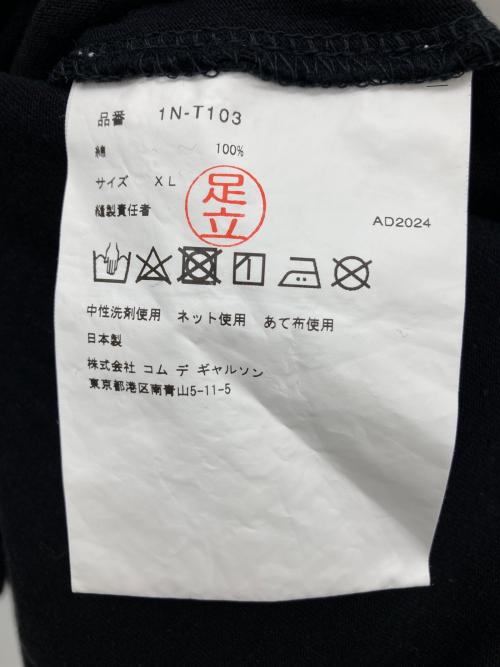 品番 1N-T103
綿 100%
サイズ XL
足立
縫製責任者
AD2024
中性洗剤使用 ネット使用 あて布使用
日本製
株式会社 コム デ ギャルソン
東京都港区南青山5-11-5